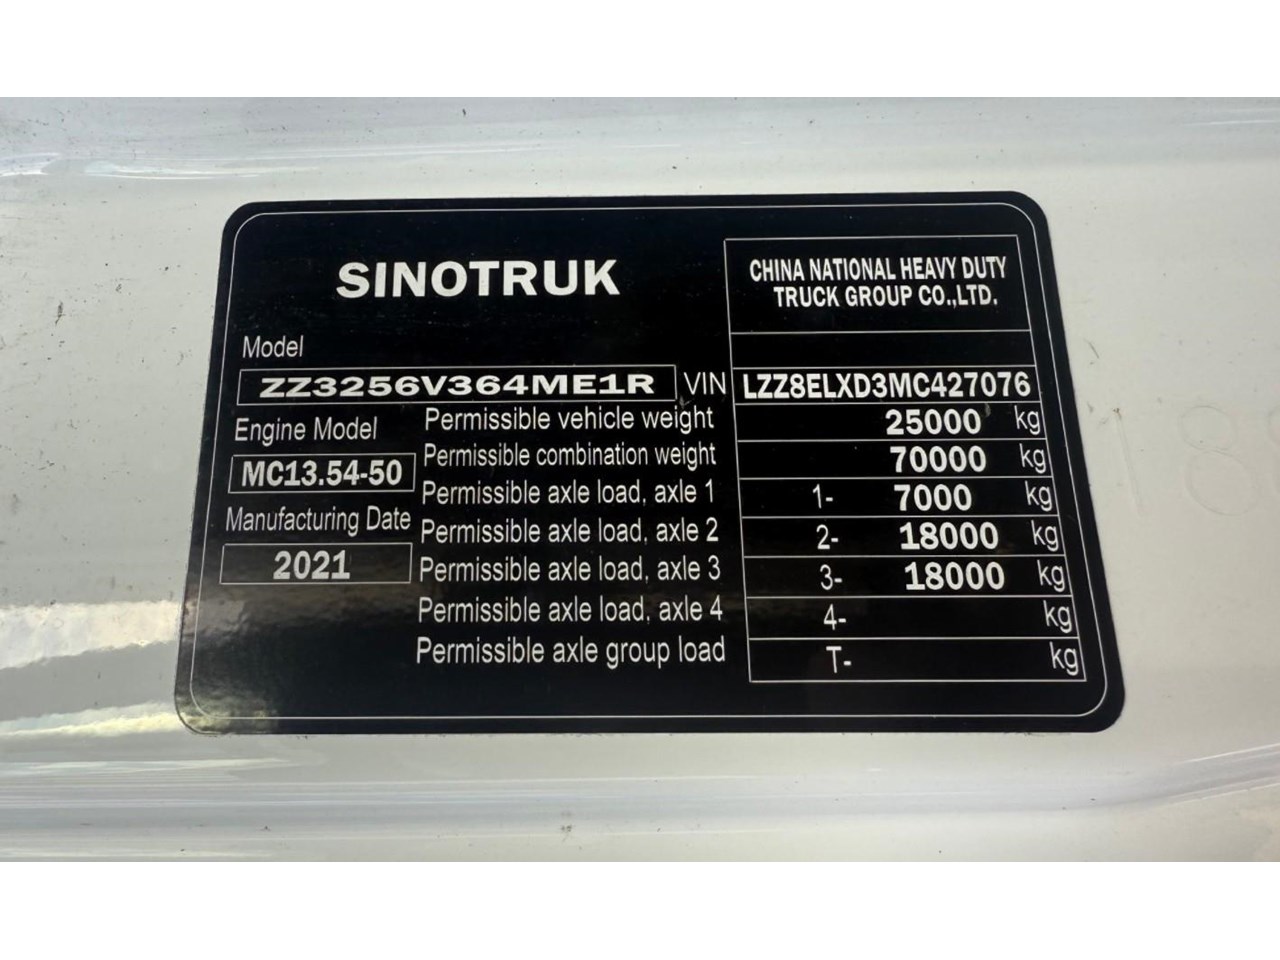 SINOTRUK
CHINA NATIONAL HEAVY DUTY
TRUCK GROUP CO.,LTD.
Model
ZZ3256V364ME1R
VIN LZZ8ELXD3MC427076
Engine Model
MC13.54-50
Manufacturing Date
2021
Permissible vehicle weight 25000 kg
Permissible combination weight 70000 kg
Permissible axle load, axle 1 1- 7000 kg
Permissible axle load, axle 2 2- 18000 kg
Permissible axle load, axle 3 3- 18000 kg
Permissible axle load, axle 4 4- kg
Permissible axle group load T- kg